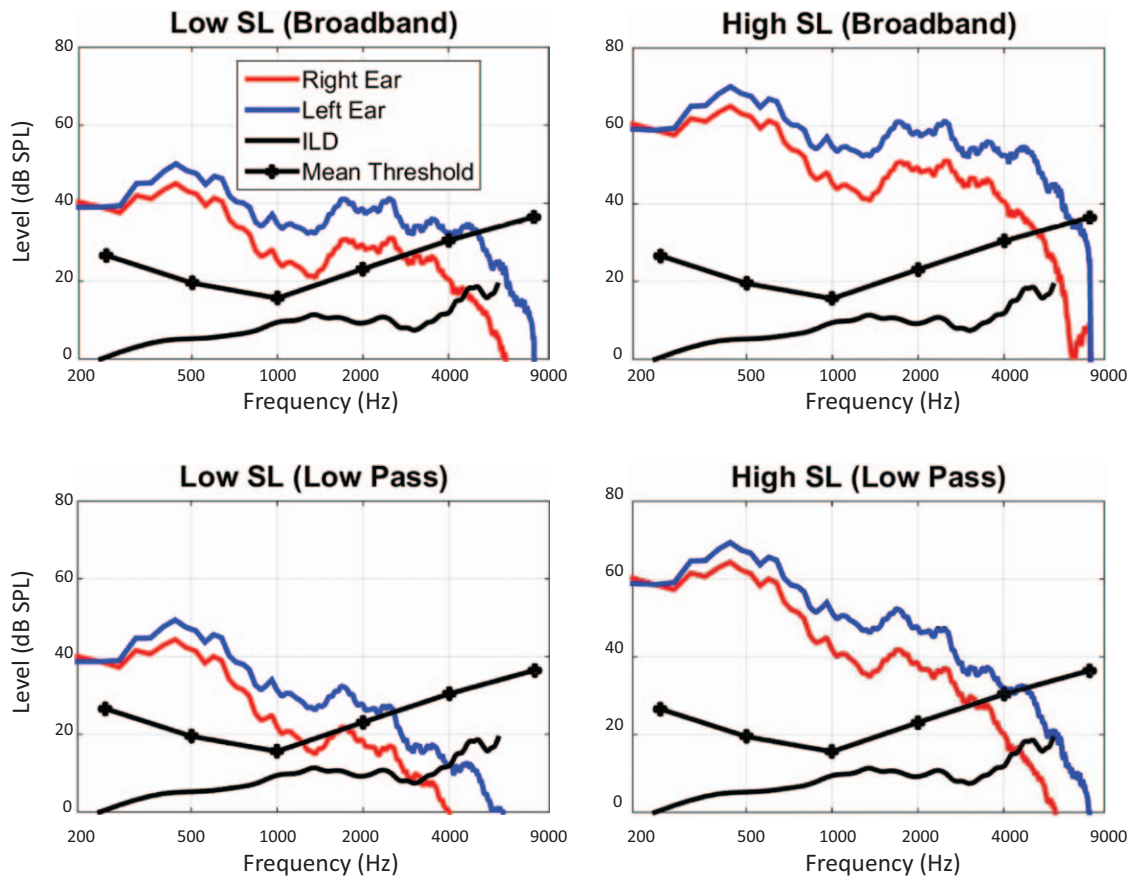 Low SL (Broadband)
80
60
40
20
0
200 500 1000 2000 4000 9000
Frequency (Hz)
Level (dB SPL)
Right Ear
Left Ear
ILD
Mean Threshold
High SL (Broadband)
80
60
40
20
0
200 500 1000 2000 4000 9000
Frequency (Hz)
Low SL (Low Pass)
80
60
40
20
0
200 500 1000 2000 4000 9000
Frequency (Hz)
Level (dB SPL)
High SL (Low Pass)
80
60
40
20
0
200 500 1000 2000 4000 9000
Frequency (Hz)